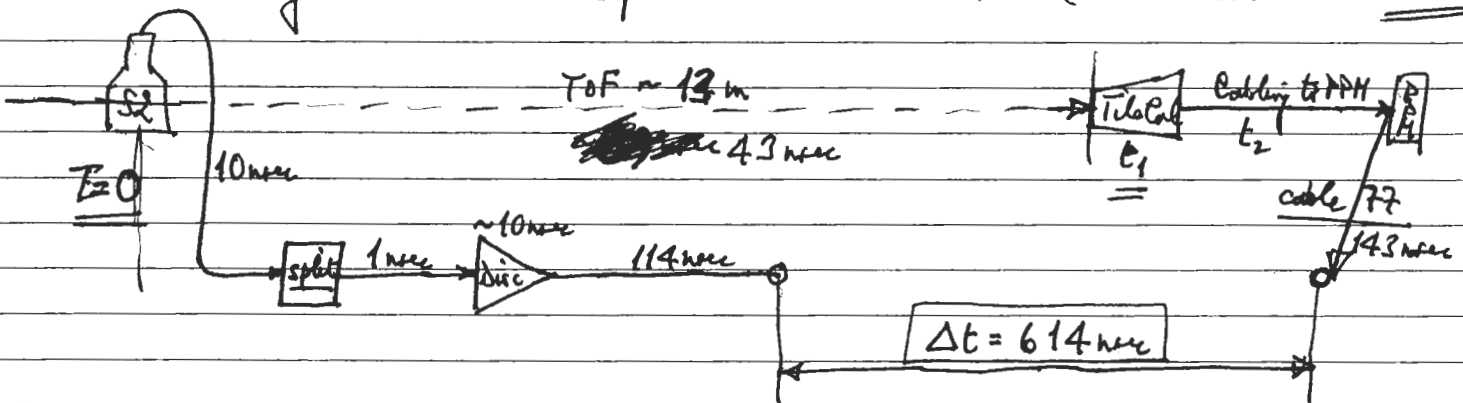 S2
ToF ~ 13 m
43 nsec
T=0
10 nsec
TileCal
t₁
Cabling to PPM
t₂
PPM
cable 77
143 nsec
split
1 nsec
~10 nsec
Disc
114 nsec
Δt = 614 nsec